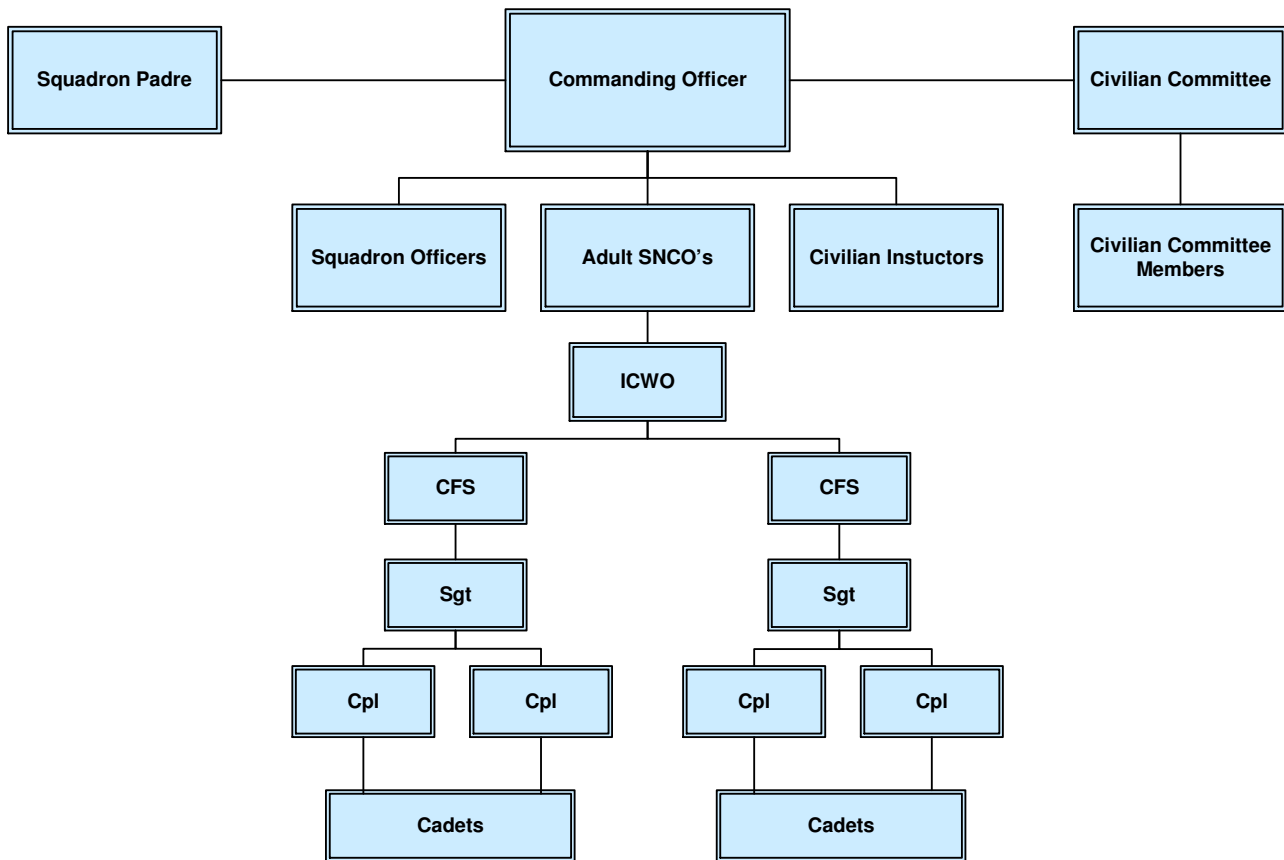 Squadron Padre
Commanding Officer
Civilian Committee
Squadron Officers
Adult SNCO’s
Civilian Instuctors
Civilian Committee
Members
ICWO
CFS
CFS
Sgt
Sgt
Cpl
Cpl
Cpl
Cpl
Cadets
Cadets